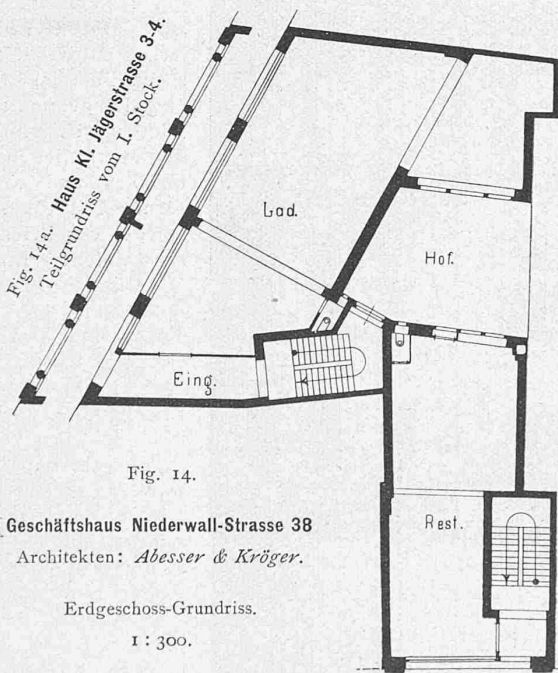 Fig. 14a. Haus Kl. Jägerstrasse 3-4.
Teilgrundriss vom I. Stock.
Lad.
Hof.
Eing.
Rest.
Fig. 14.
Geschäftshaus Niederwall-Strasse 38
Architekten: Abesser & Kröger.
Erdgeschoss-Grundriss.
1 : 300.